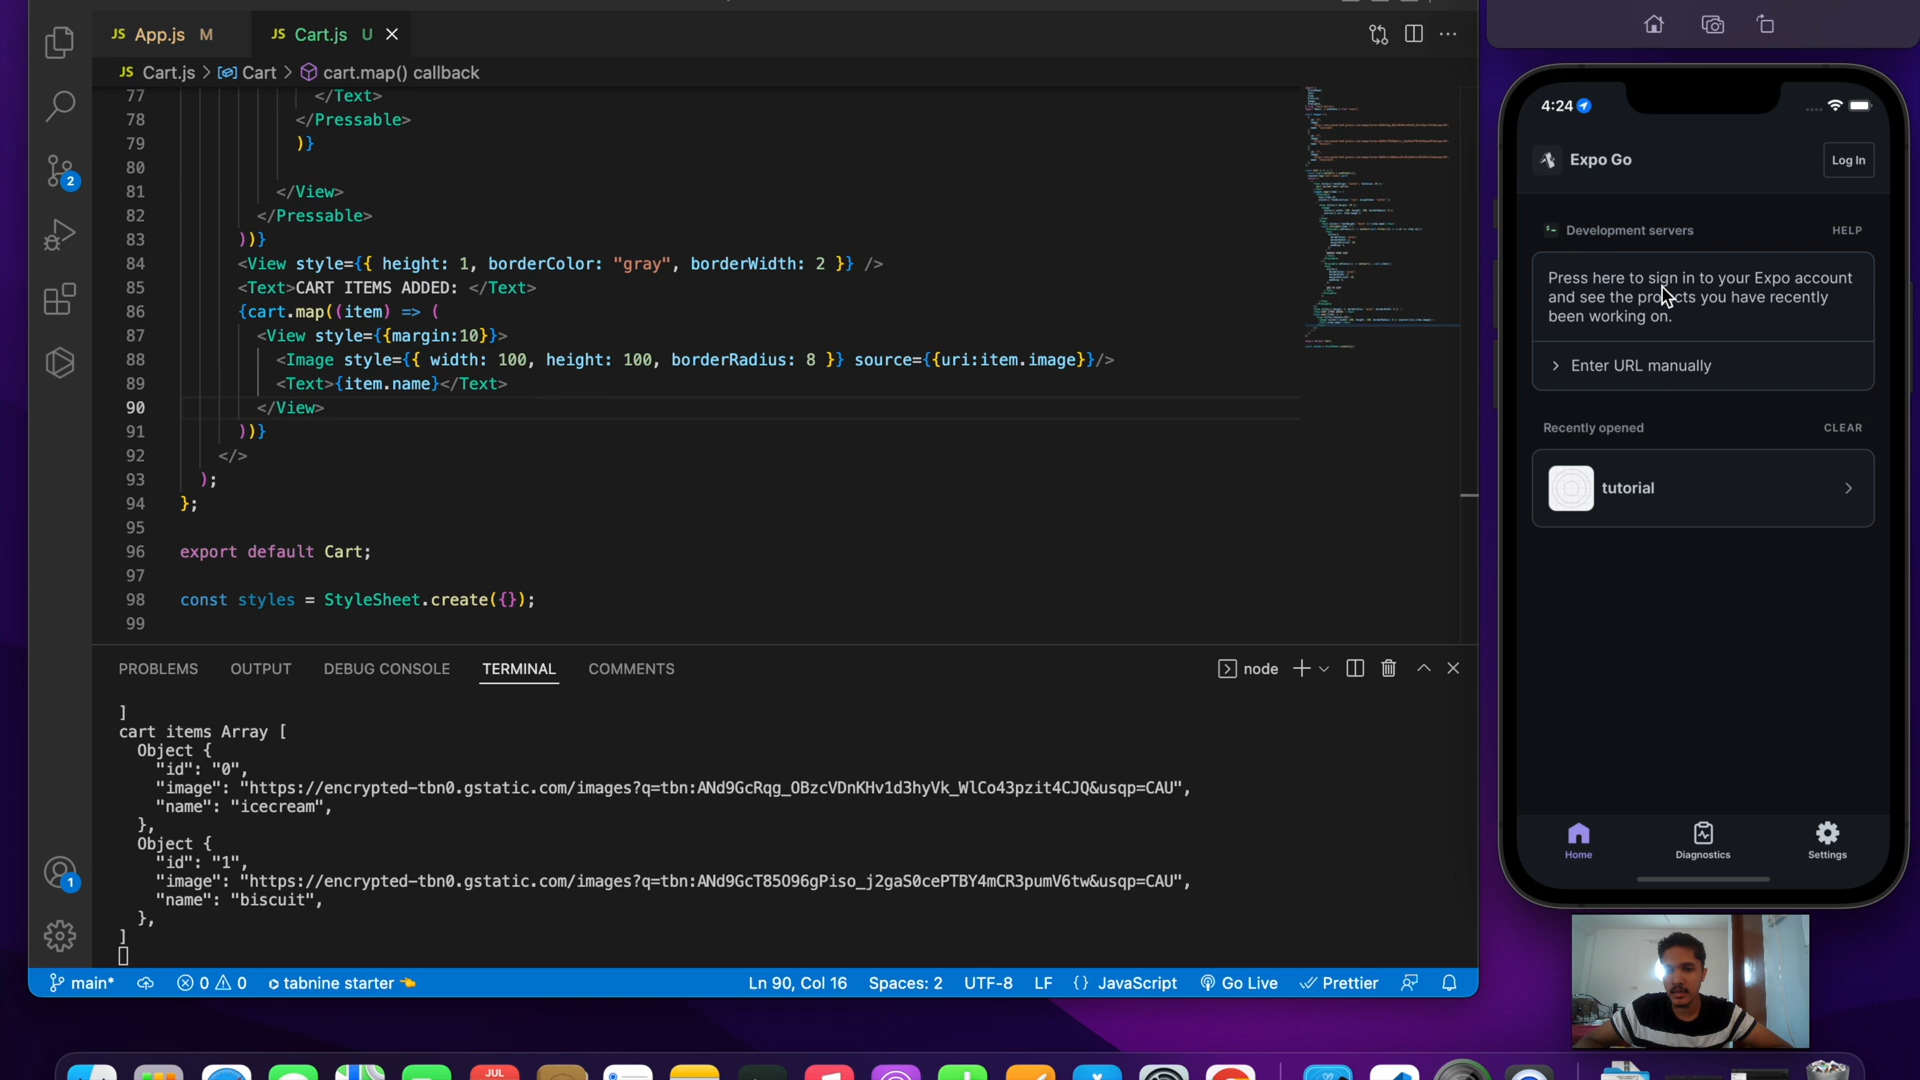 JS App.js M
JS Cart.js U
JS Cart.js > Cart > cart.map() callback
77 </Text>
78 </Pressable>
79 )}
80
81 </View>
82 </Pressable>
83 ))}
84 <View style={{ height: 1, borderColor: "gray", borderWidth: 2 }} />
85 <Text>CART ITEMS ADDED: </Text>
86 {cart.map((item) => (
87 <View style={{margin:10}}>
88 <Image style={{ width: 100, height: 100, borderRadius: 8 }} source={{uri:item.image}}/>
89 <Text>{item.name}</Text>
90 </View>
91 ))}
92 </>
93 );
94 };
95
96 export default Cart;
97
98 const styles = StyleSheet.create({});
99
PROBLEMS OUTPUT DEBUG CONSOLE TERMINAL COMMENTS
node
]
cart items Array [
Object {
"id": "0",
"image": "https://encrypted-tbn0.gstatic.com/images?q=tbn:ANd9GcRqg_OBzcVDnKHv1d3hyVk_WlCo43pzit4CJQ&usqp=CAU",
"name": "icecream",
},
Object {
"id": "1",
"image": "https://encrypted-tbn0.gstatic.com/images?q=tbn:ANd9GcT85O96gPiso_j2gaS0cePTBY4mCR3pumV6tw&usqp=CAU",
"name": "biscuit",
},
]
2
1
main* 0 0 tabnine starter Ln 90, Col 16 Spaces: 2 UTF-8 LF {} JavaScript Go Live Prettier
4:24
Expo Go
Log In
Development servers HELP
Press here to sign in to your Expo account
and see the projects you have recently
been working on.
Enter URL manually
Recently opened CLEAR
tutorial
Home Diagnostics Settings
JUL